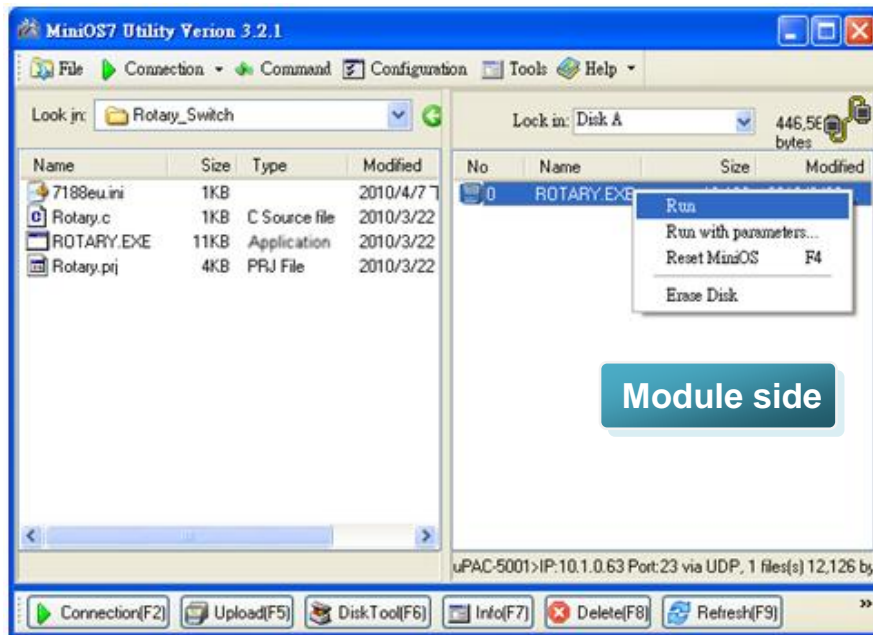 MiniOS7 Utility Verion 3.2.1
File Connection Command Configuration Tools Help
Look in: Rotary_Switch
Lock in: Disk A
446,56
bytes
Name Size Type Modified
No Name Size Modified
7188eu.ini 1KB 2010/4/7
Rotary.c 1KB C Source file 2010/3/22
ROTARY.EXE 11KB Application 2010/3/22
Rotary.prj 4KB PRJ File 2010/3/22
0 ROTARY.EXE
Run
Run with parameters...
Reset MiniOS F4
Erase Disk
Module side
uPAC-5001>IP:10.1.0.63 Port:23 via UDP, 1 files(s) 12,126 by
Connection(F2) Upload(F5) DiskTool(F6) Info(F7) Delete(F8) Refresh(F9) »